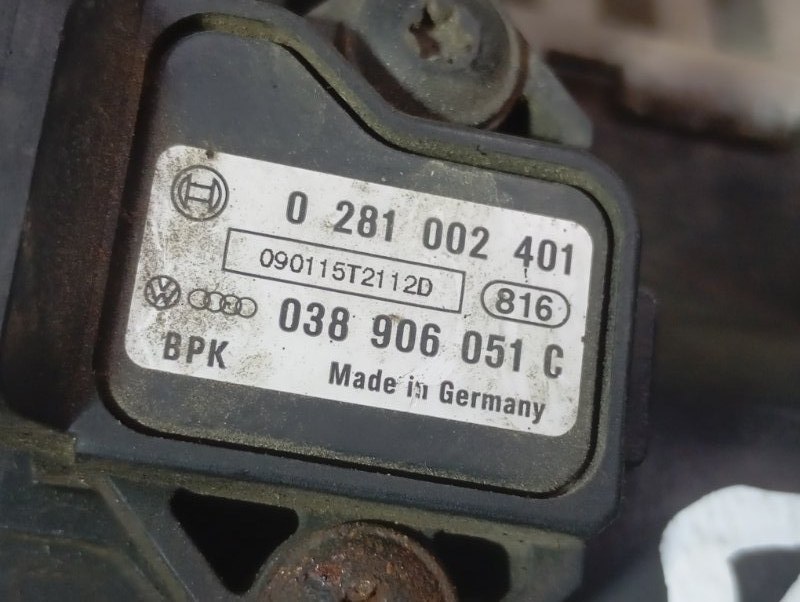 0 281 002 401
090115T2112D
816
038 906 051 C
BPK
Made in Germany